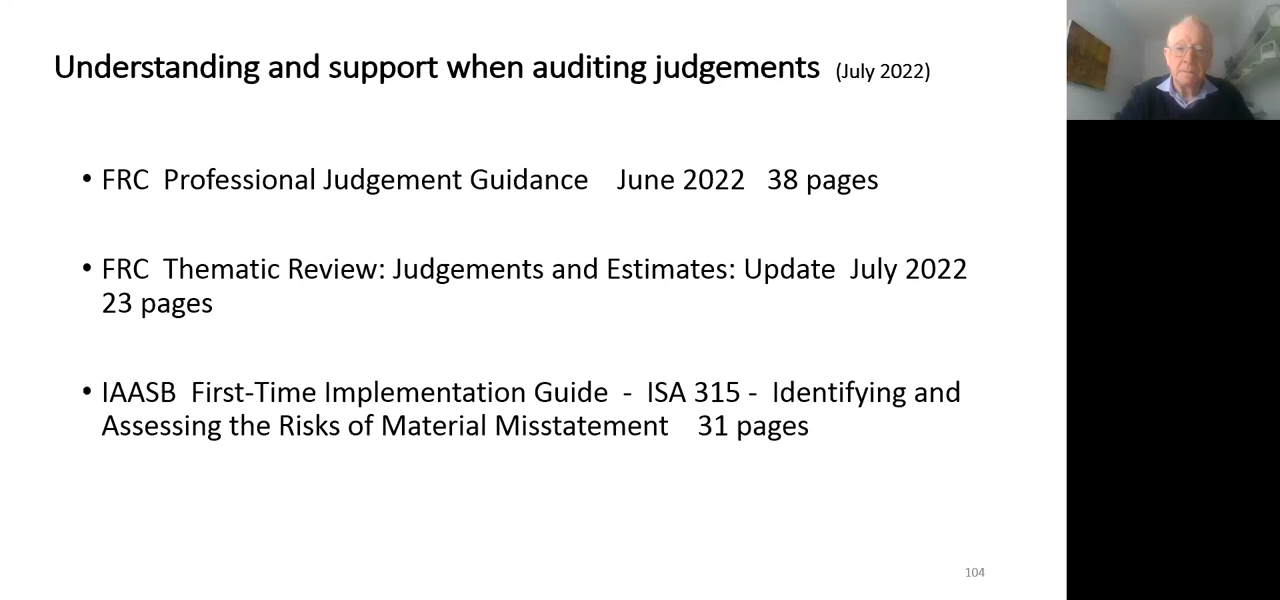 Understanding and support when auditing judgements (July 2022)
• FRC Professional Judgement Guidance June 2022 38 pages
• FRC Thematic Review: Judgements and Estimates: Update July 2022
23 pages
• IAASB First-Time Implementation Guide - ISA 315 - Identifying and
Assessing the Risks of Material Misstatement 31 pages
104